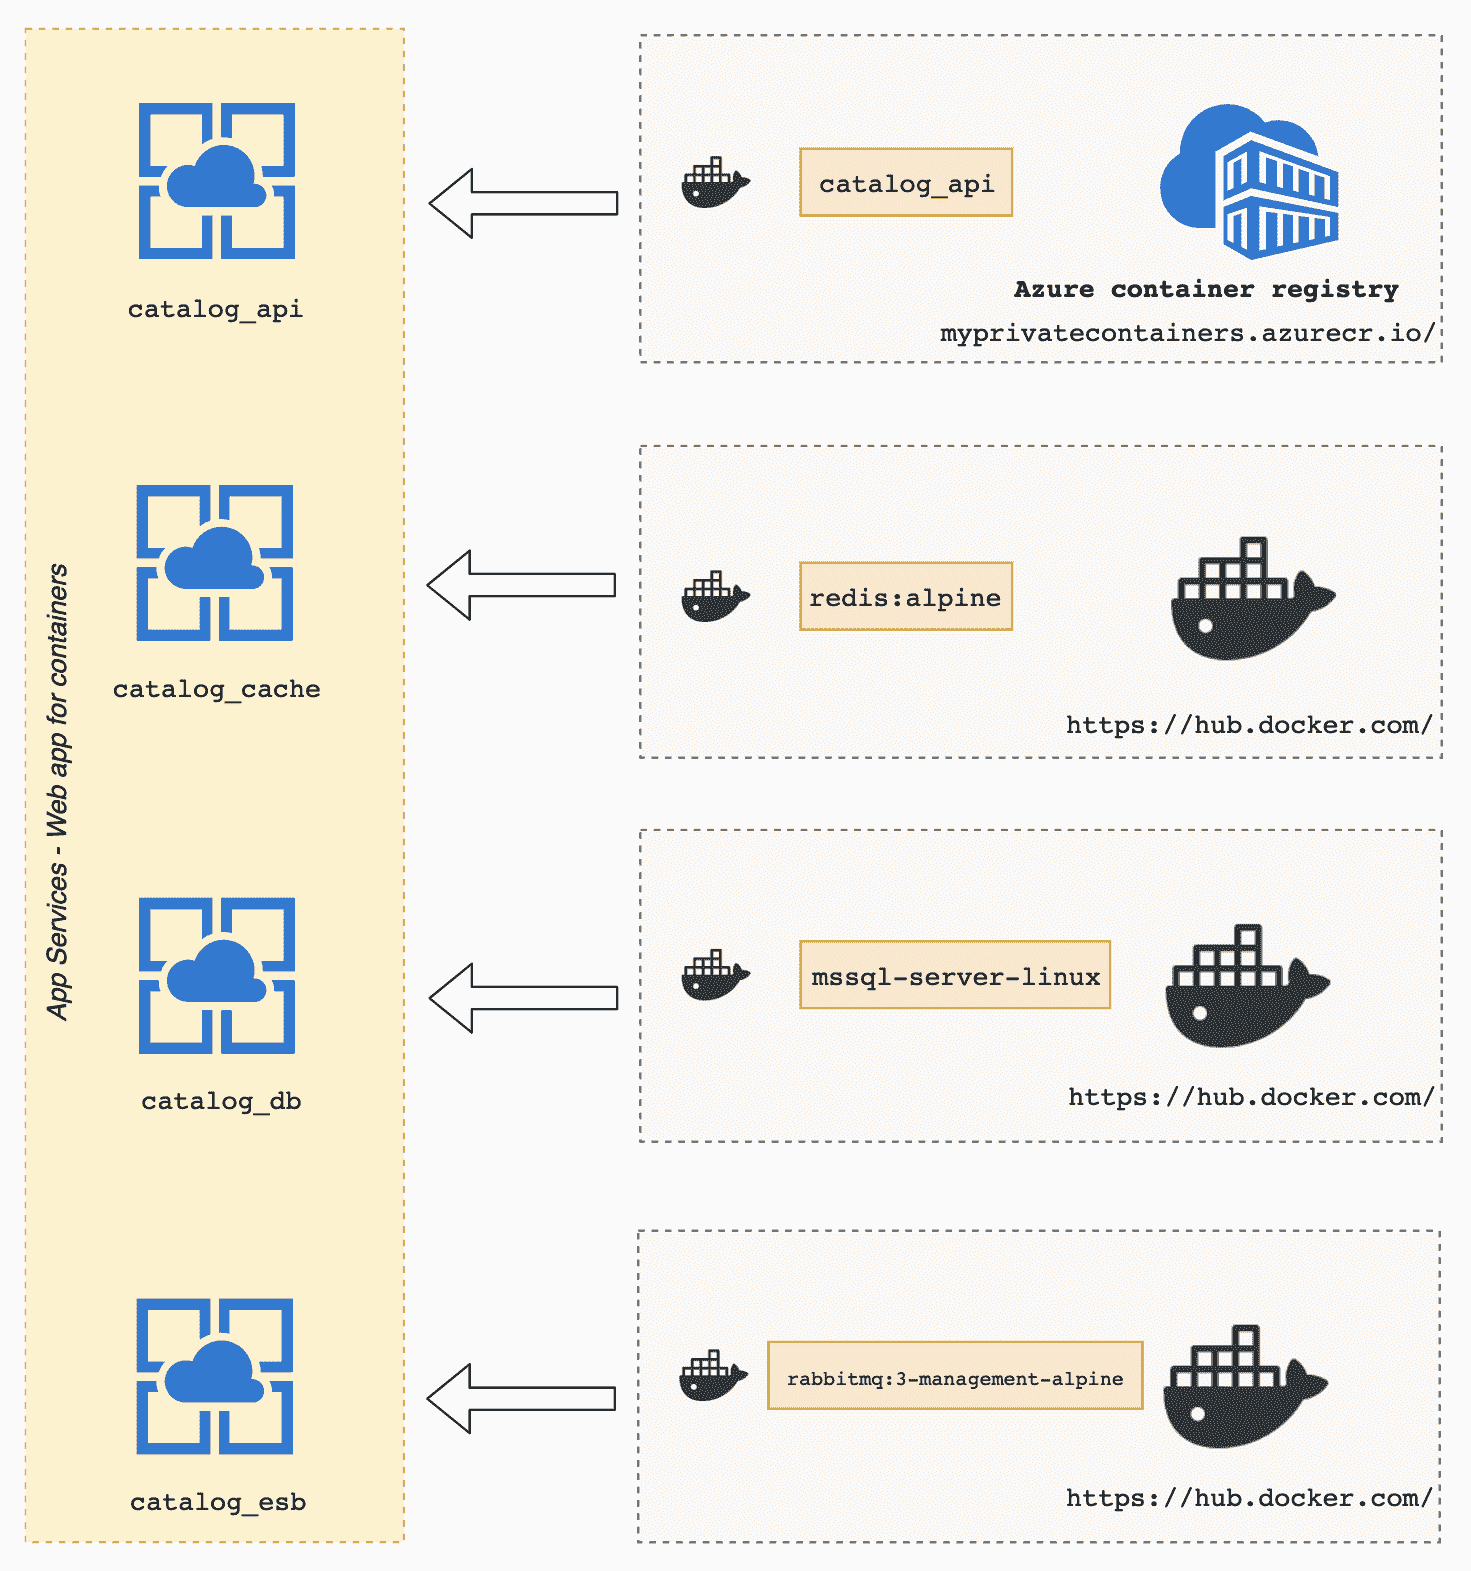 App Services - Web app for containers
catalog_api
catalog_api
Azure container registry
myprivatecontainers.azurecr.io/
catalog_cache
redis:alpine
https://hub.docker.com/
catalog_db
mssql-server-linux
https://hub.docker.com/
catalog_esb
rabbitmq:3-management-alpine
https://hub.docker.com/